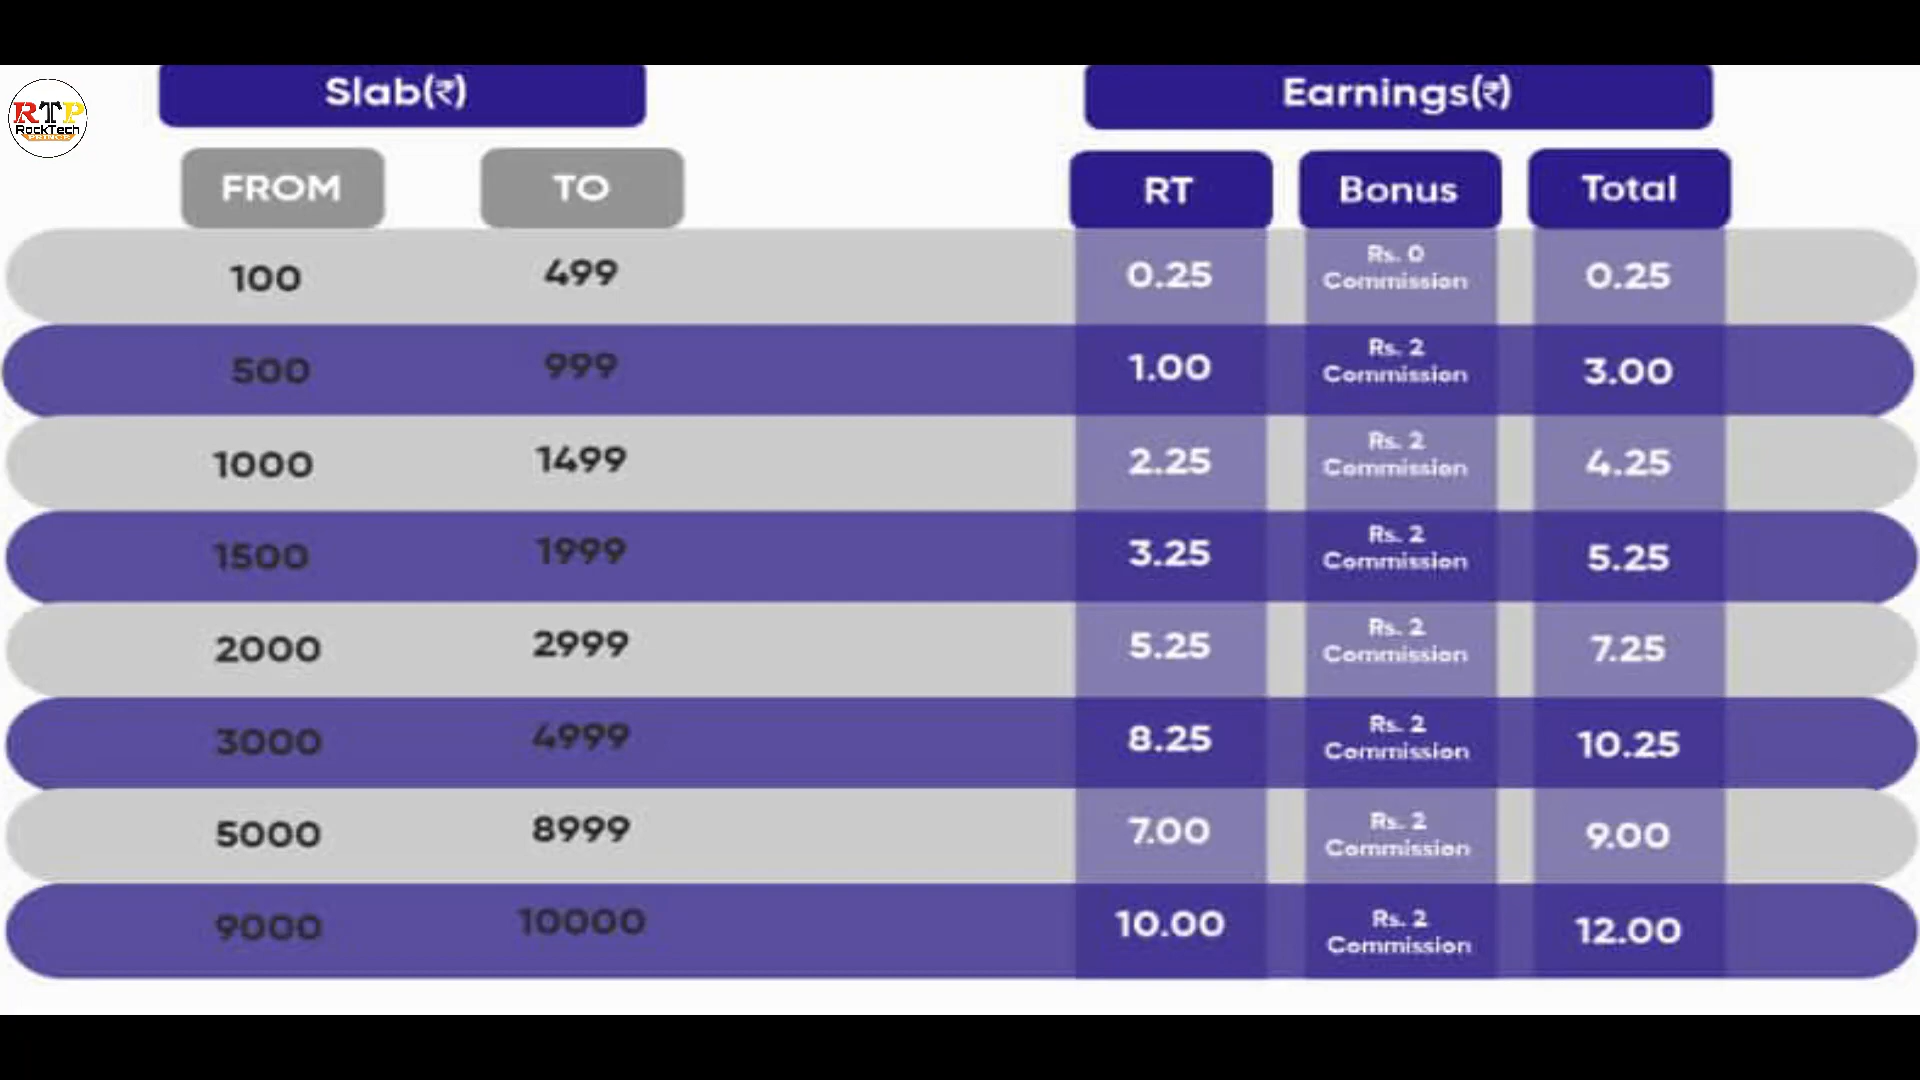 Slab(₹) Earnings(₹)
RTP
RockTech
PRINCE
FROM TO RT Bonus Total
100 499 0.25 Rs. 0 Commission 0.25
500 999 1.00 Rs. 2 Commission 3.00
1000 1499 2.25 Rs. 2 Commission 4.25
1500 1999 3.25 Rs. 2 Commission 5.25
2000 2999 5.25 Rs. 2 Commission 7.25
3000 4999 8.25 Rs. 2 Commission 10.25
5000 8999 7.00 Rs. 2 Commission 9.00
9000 10000 10.00 Rs. 2 Commission 12.00